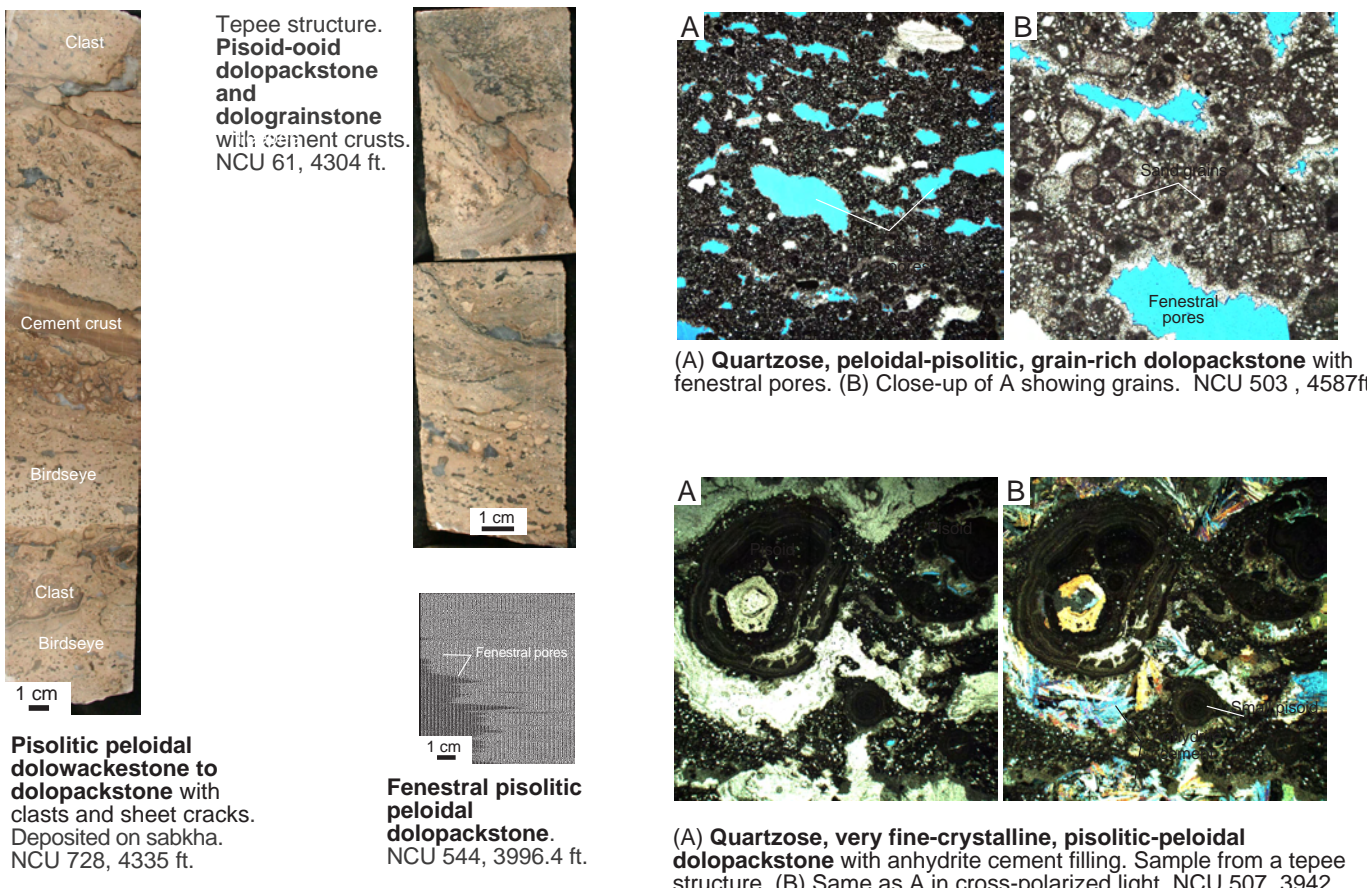 Clast
Cement crust
Birdseye
Clast
Birdseye
1 cm
Pisolitic peloidal
dolowackestone to
dolopackstone with
clasts and sheet cracks.
Deposited on sabkha.
NCU 728, 4335 ft.
Tepee structure.
Pisoid-ooid
dolopackstone
and
dolograinstone
with cement crusts.
NCU 61, 4304 ft.
1 cm
Fenestral pores
1 cm
Fenestral pisolitic
peloidal
dolopackstone.
NCU 544, 3996.4 ft.
A
B
Sand grains
Fenestral
pores
(A) Quartzose, peloidal-pisolitic, grain-rich dolopackstone with
fenestral pores. (B) Close-up of A showing grains. NCU 503 , 4587ft
A
Pisoid
B
Small pisoid
(A) Quartzose, very fine-crystalline, pisolitic-peloidal
dolopackstone with anhydrite cement filling. Sample from a tepee
structure. (B) Same as A in cross-polarized light. NCU 507, 3942